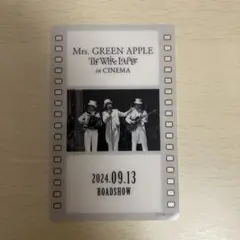 Mrs. GREEN APPLE
The White Lounge
in CINEMA
2024.09.13
ROADSHOW